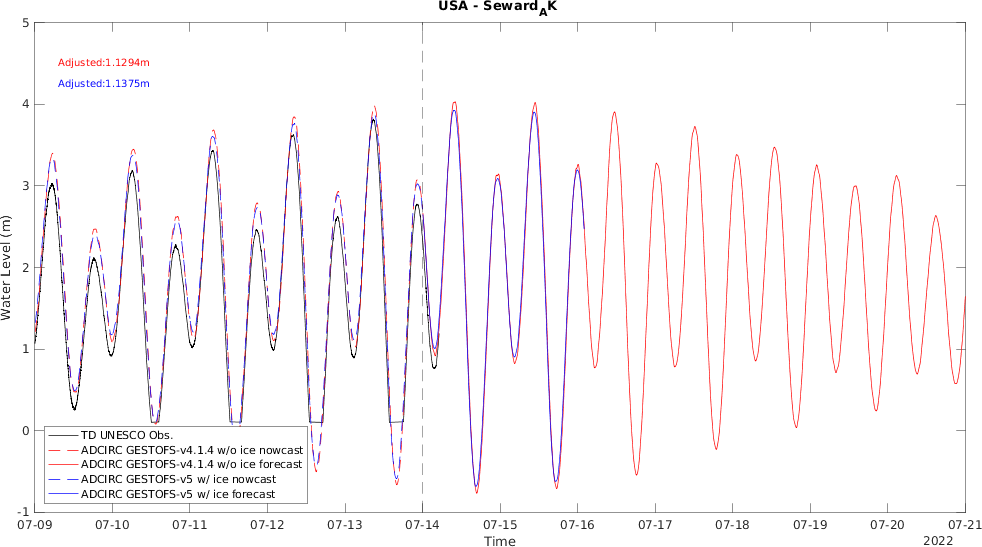 USA - Seward_AK
5
Adjusted:1.1294m
Adjusted:1.1375m
4
3
2
1
0
-1
Water Level (m)
TD UNESCO Obs.
ADCIRC GESTOFS-v4.1.4 w/o ice nowcast
ADCIRC GESTOFS-v4.1.4 w/o ice forecast
ADCIRC GESTOFS-v5 w/ ice nowcast
ADCIRC GESTOFS-v5 w/ ice forecast
07-09 07-10 07-11 07-12 07-13 07-14 07-15 07-16 07-17 07-18 07-19 07-20 07-21
Time
2022